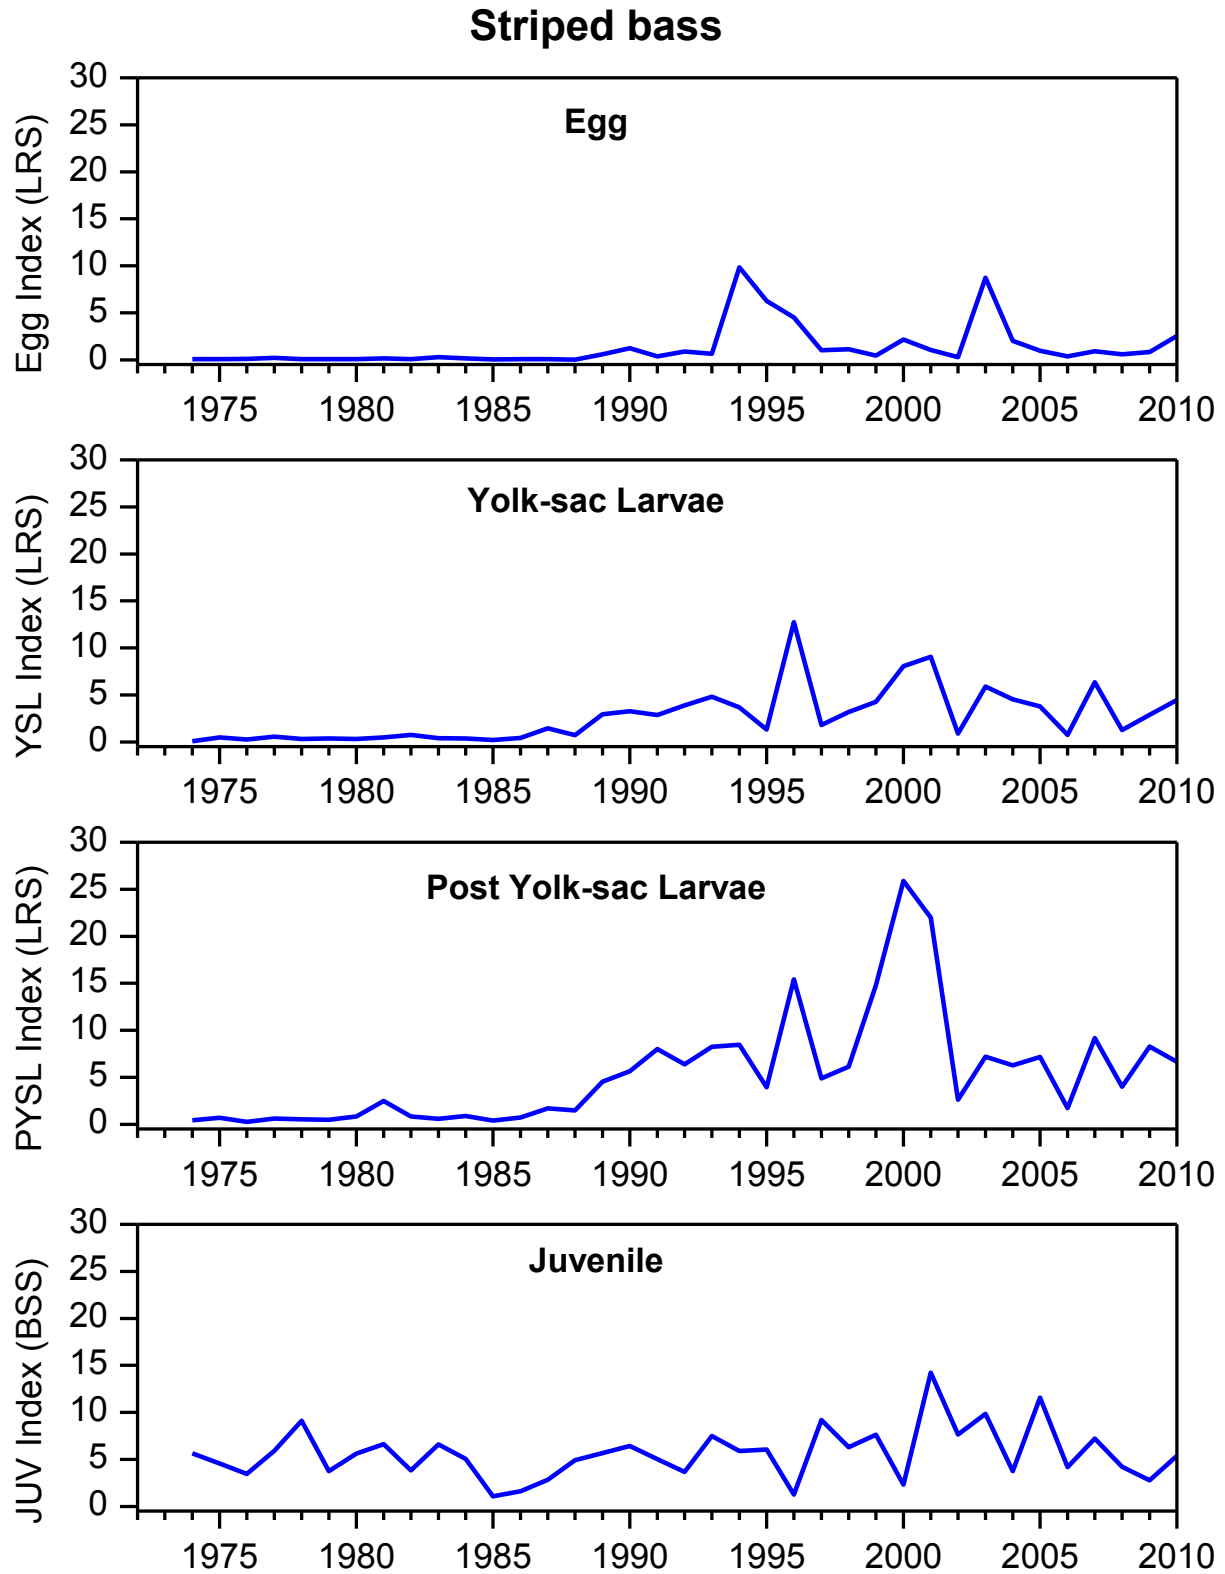 Striped bass
Egg
Egg Index (LRS)
30
25
20
15
10
5
0
1975 1980 1985 1990 1995 2000 2005 2010
Yolk-sac Larvae
YSL Index (LRS)
30
25
20
15
10
5
0
1975 1980 1985 1990 1995 2000 2005 2010
Post Yolk-sac Larvae
PYSL Index (LRS)
30
25
20
15
10
5
0
1975 1980 1985 1990 1995 2000 2005 2010
Juvenile
JUV Index (BSS)
30
25
20
15
10
5
0
1975 1980 1985 1990 1995 2000 2005 2010